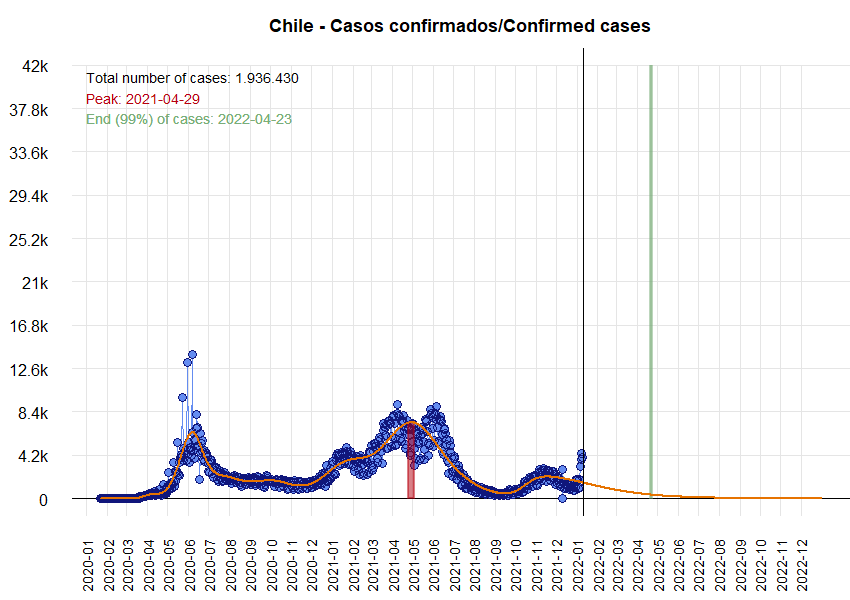 Chile - Casos confirmados/Confirmed cases
Total number of cases: 1.936.430
Peak: 2021-04-29
End (99%) of cases: 2022-04-23
42k
37.8k
33.6k
29.4k
25.2k
21k
16.8k
12.6k
8.4k
4.2k
0
2020-01
2020-02
2020-03
2020-04
2020-05
2020-06
2020-07
2020-08
2020-09
2020-10
2020-11
2020-12
2021-01
2021-02
2021-03
2021-04
2021-05
2021-06
2021-07
2021-08
2021-09
2021-10
2021-11
2021-12
2022-01
2022-02
2022-03
2022-04
2022-05
2022-06
2022-07
2022-08
2022-09
2022-10
2022-11
2022-12